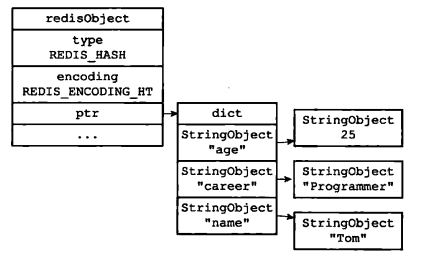 redisObject
type
REDIS_HASH
encoding
REDIS_ENCODING_HT
ptr
...
dict
StringObject
"age"
StringObject
"career"
StringObject
"name"
StringObject
25
StringObject
"Programmer"
StringObject
"Tom"